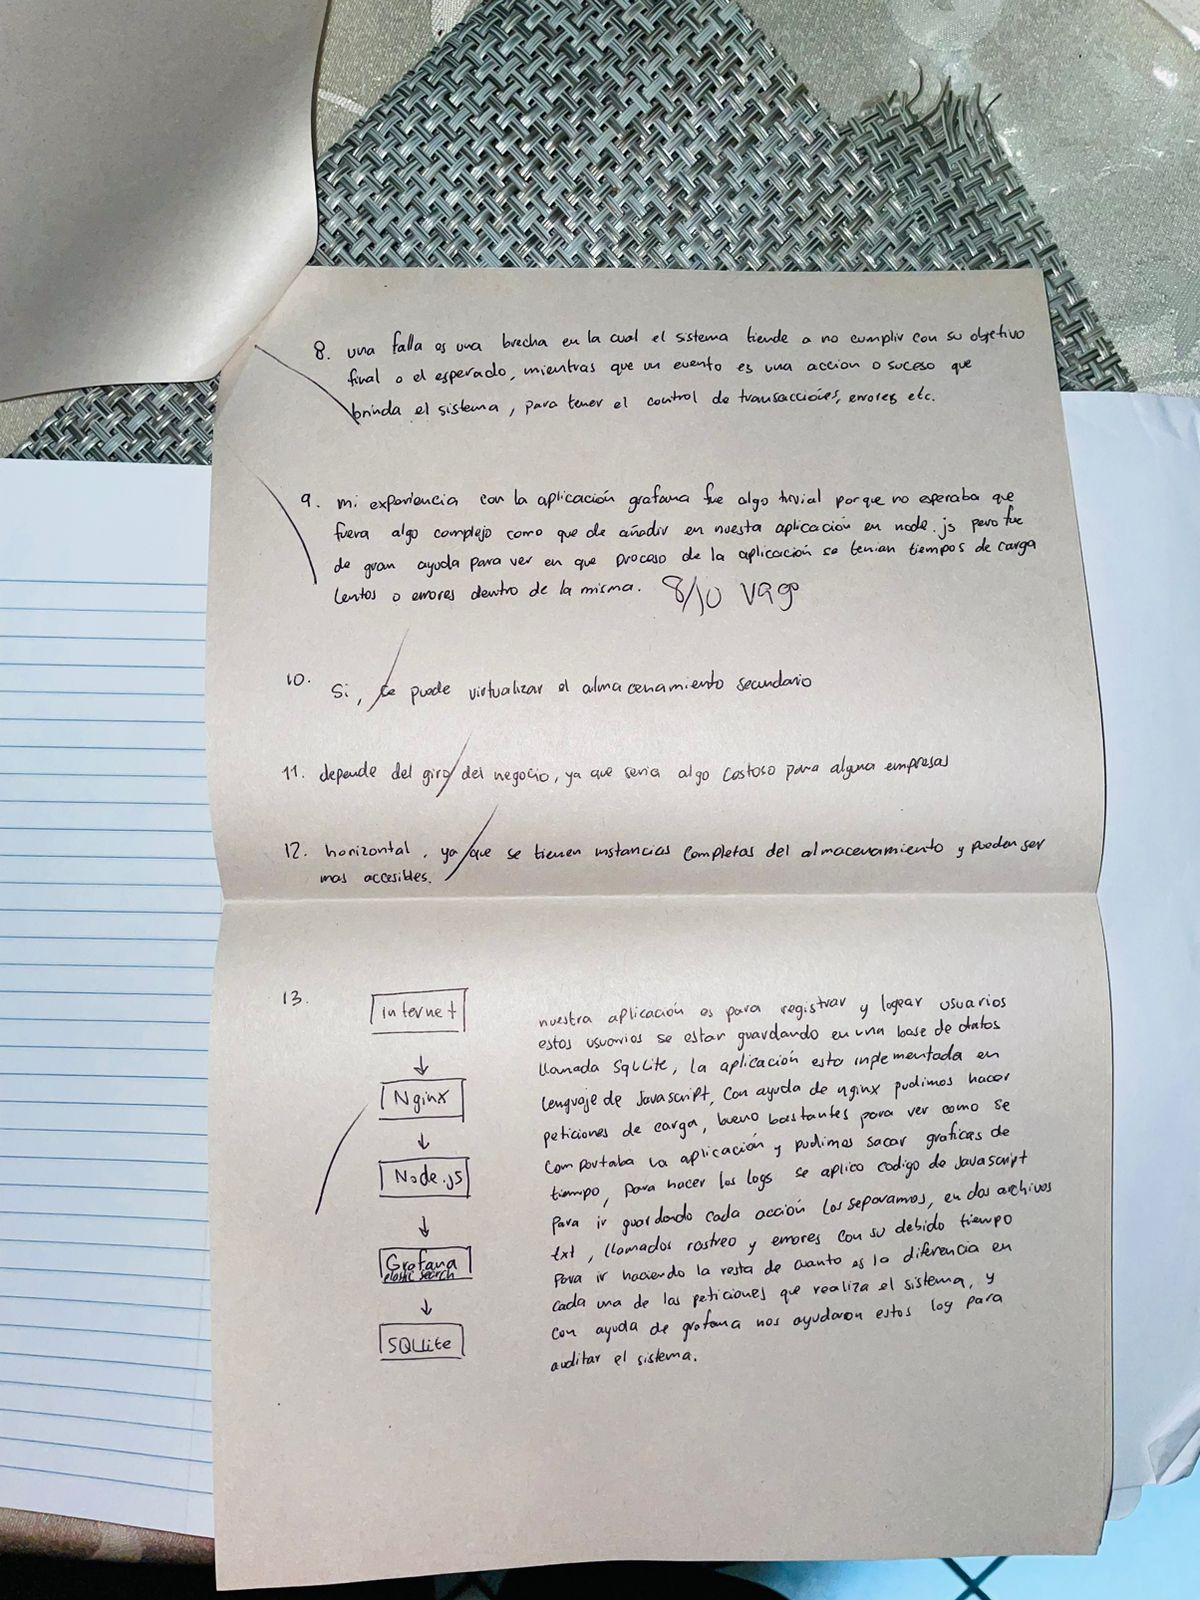 8. una falla es una brecha en la cual el sistema tiende a no cumplir con su objetivo
final o el esperado, mientras que un evento es una accion o suceso que
brinda el sistema, para tener el control de transacciones, errores etc.
9. mi experiencia con la aplicación grafana fue algo trivial porque no esperaba que
fuera algo complejo como que de añadir en nuesta aplicación en node.js pero fue
de gran ayuda para ver en que proceso de la aplicación se tenian tiempos de carga
lentos o errores dentro de la misma. 8/10 vago
10. Si, se puede virtualizar el almacenamiento secundario
11. depende del giro del negocio, ya que seria algo costoso para alguna empresas
12. horizontal, ya que se tienen instancias completas del almacenamiento y pueden ser
mas accesibles.
13.
internet
Nginx
Node.js
Grafana
elastic search
SQLlite
nuestra aplicación es para registrar y logear usuarios
estos usuarios se estar guardando en una base de datos
llamada SqLLite, la aplicación esta inplementada en
lenguaje de Javascript, con ayuda de nginx pudimos hacer
peticiones de carga, bueno bastantes para ver como se
comportaba la aplicación y pudimos sacar graficas de
tiempo, para hacer los logs se aplico codigo de Javascript
para ir guardando cada acción los separamos, en dos archivos
txt, llamados rastreo y errores con su debido tiempo
para ir haciendo la resta de cuanto es la diferencia en
cada una de las peticiones que realiza el sistema, y
con ayuda de grafana nos ayudaron estos log para
auditar el sistema.